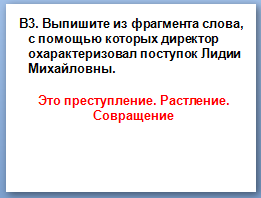 В3. Выпишите из фрагмента слова,
с помощью которых директор
охарактеризовал поступок Лидии
Михайловны.
Это преступление. Растление.
Совращение